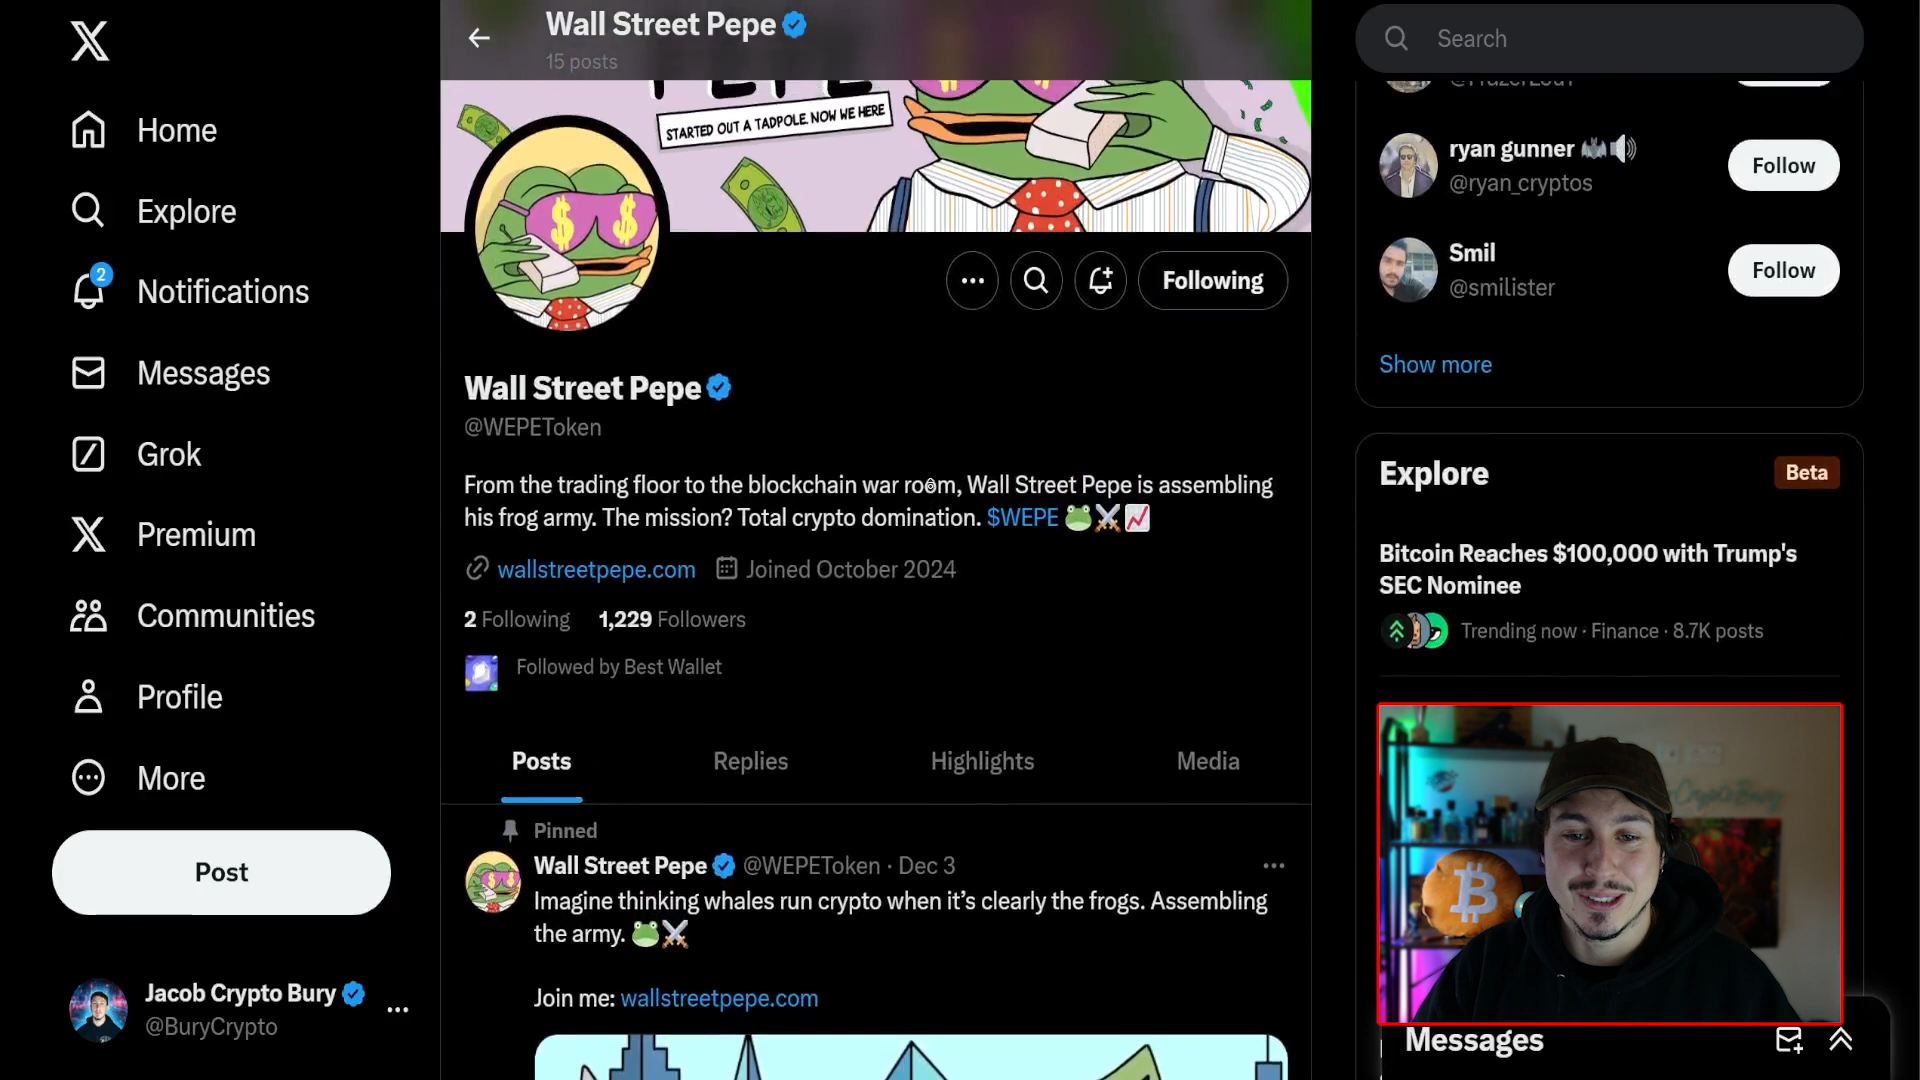 Home
Explore
2
Notifications
Messages
Grok
Premium
Communities
Profile
More
Post
Jacob Crypto Bury
@BuryCrypto
Wall Street Pepe
15 posts
STARTED OUT A TADPOLE. NOW WE HERE
Following
Wall Street Pepe
@WEPEToken
From the trading floor to the blockchain war room, Wall Street Pepe is assembling
his frog army. The mission? Total crypto domination. $WEPE 🐸⚔️📈
wallstreetpepe.com Joined October 2024
2 Following 1,229 Followers
Followed by Best Wallet
Posts Replies Highlights Media
Pinned
Wall Street Pepe @WEPEToken · Dec 3
Imagine thinking whales run crypto when it’s clearly the frogs. Assembling
the army. 🐸⚔️
Join me: wallstreetpepe.com
Search
ryan gunner 🦇🔊
@ryan_cryptos
Follow
Smil
@smilister
Follow
Show more
Explore
Beta
Bitcoin Reaches $100,000 with Trump's
SEC Nominee
Trending now · Finance · 8.7K posts
Messages